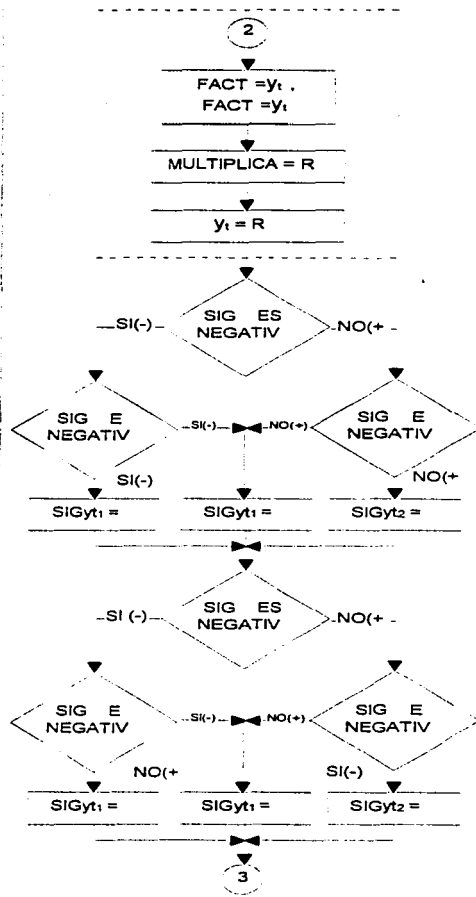 2
FACT =yt .
FACT =yt
MULTIPLICA = R
yt = R
SIG ES
NEGATIV
SI(-)
NO(+
SIG E
NEGATIV
SI(-)
NO(+)
SIG E
NEGATIV
SI(-)
NO(+
SIGyt1 =
SIGyt1 =
SIGyt2 =
SIG ES
NEGATIV
SI (-)
NO(+
SIG E
NEGATIV
SI(-)
NO(+)
SIG E
NEGATIV
NO(+
SI(-)
SIGyt1 =
SIGyt1 =
SIGyt2 =
3